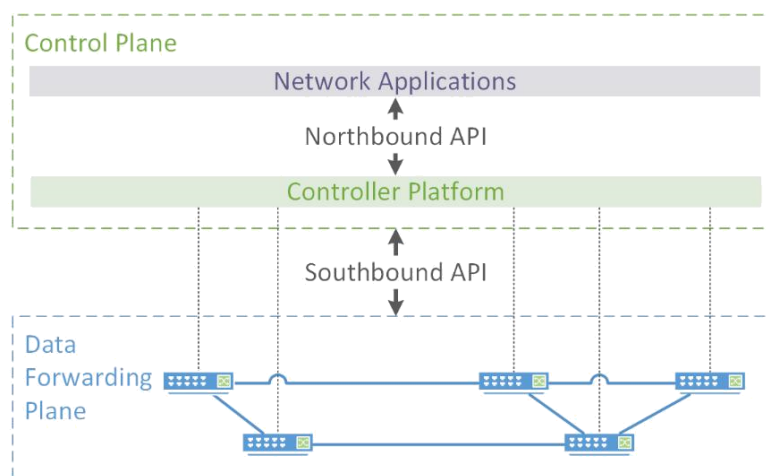 Control Plane
Network Applications
Northbound API
Controller Platform
Southbound API
Data
Forwarding
Plane